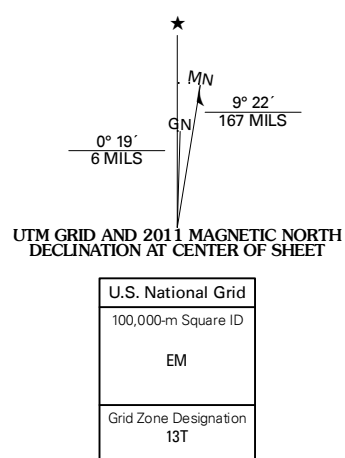 ★
MN
9° 22´
167 MILS
GN
0° 19´
6 MILS
UTM GRID AND 2011 MAGNETIC NORTH
DECLINATION AT CENTER OF SHEET
U.S. National Grid
100,000-m Square ID
EM
Grid Zone Designation
13T